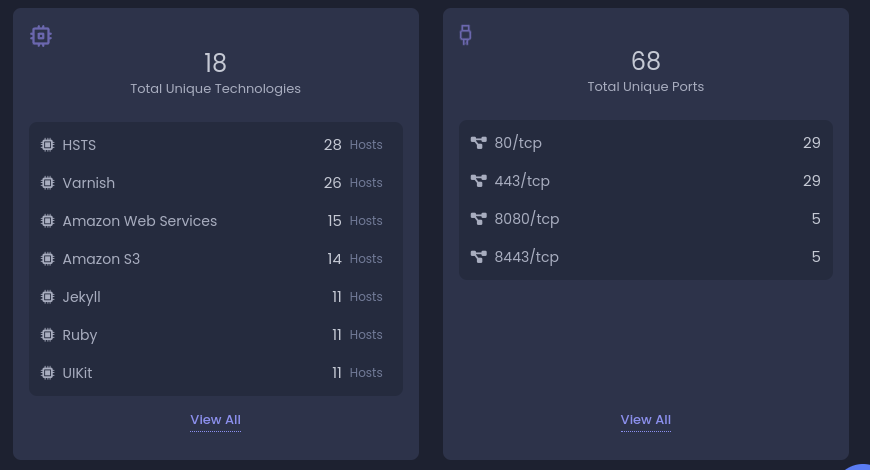 18
Total Unique Technologies
HSTS 28 Hosts
Varnish 26 Hosts
Amazon Web Services 15 Hosts
Amazon S3 14 Hosts
Jekyll 11 Hosts
Ruby 11 Hosts
UIKit 11 Hosts
View All
68
Total Unique Ports
80/tcp 29
443/tcp 29
8080/tcp 5
8443/tcp 5
View All